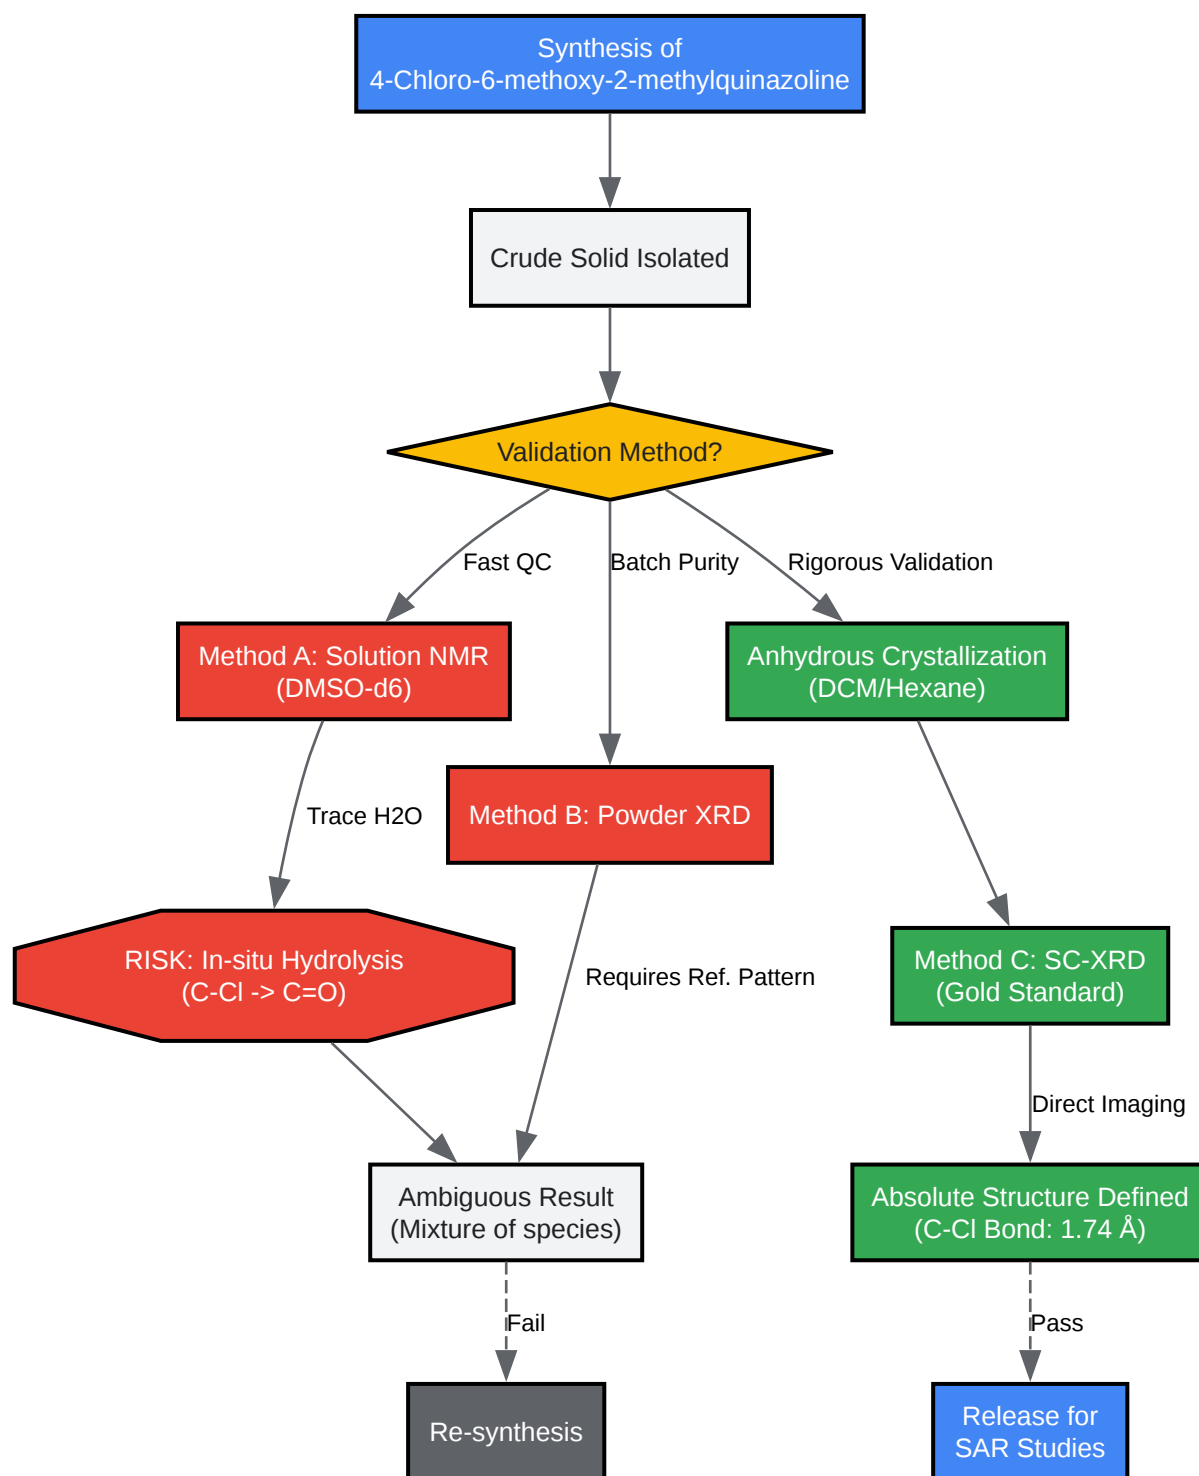 Synthesis of
4-Chloro-6-methoxy-2-methylquinazoline
Crude Solid Isolated
Validation Method?
Fast QC
Batch Purity
Rigorous Validation
Method A: Solution NMR
(DMSO-d6)
Anhydrous Crystallization
(DCM/Hexane)
Trace H2O
Method B: Powder XRD
RISK: In-situ Hydrolysis
(C-Cl -> C=O)
Requires Ref. Pattern
Method C: SC-XRD
(Gold Standard)
Direct Imaging
Ambiguous Result
(Mixture of species)
Absolute Structure Defined
(C-Cl Bond: 1.74 Å)
Fail
Pass
Re-synthesis
Release for
SAR Studies